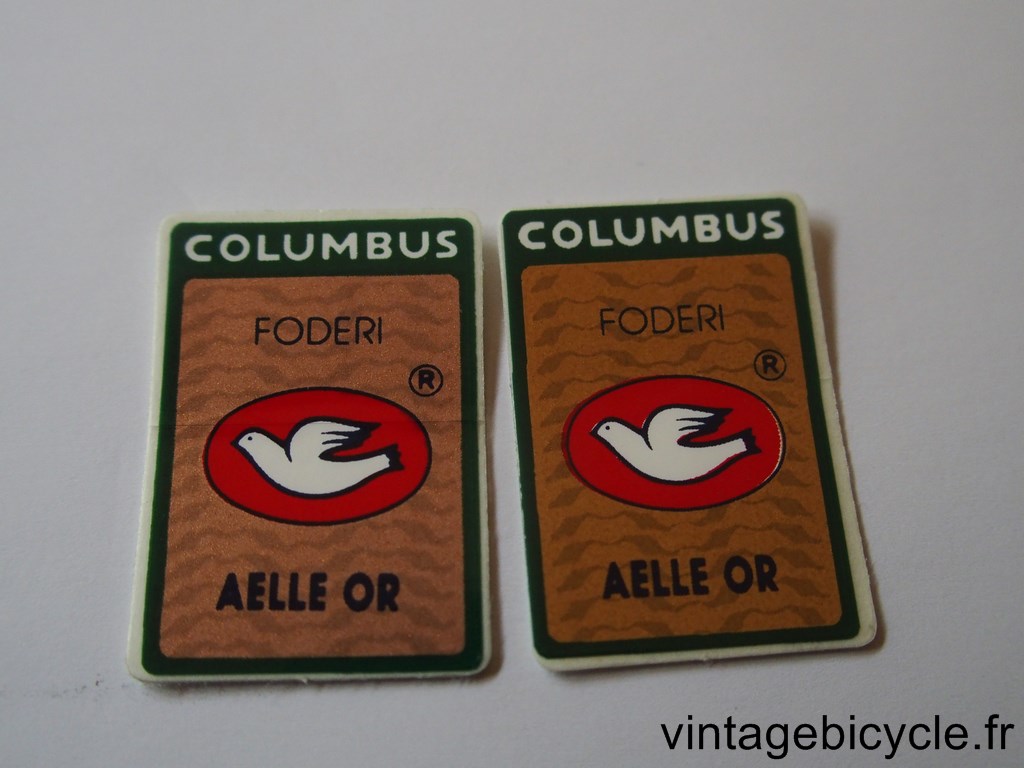 COLUMBUS
FODERI
®
AELLE OR
COLUMBUS
FODERI
®
AELLE OR
vintagebicycle.fr